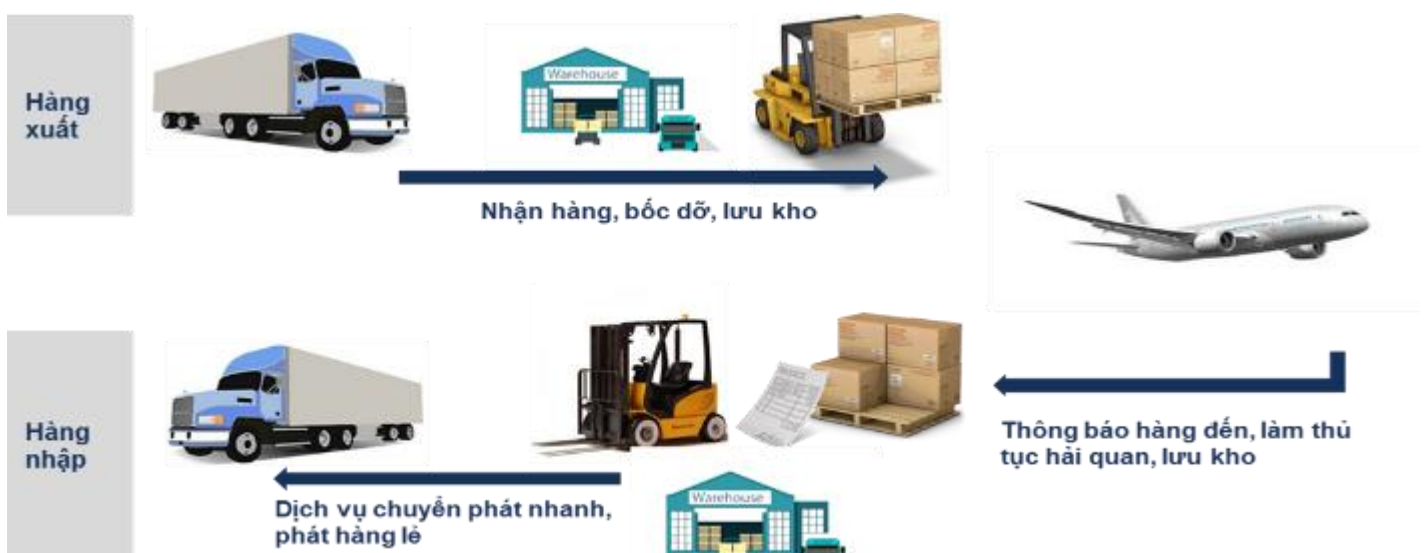 Hàng
xuất
Warehouse
Nhận hàng, bốc dỡ, lưu kho
Hàng
nhập
Thông báo hàng đến, làm thủ
tục hải quan, lưu kho
Dịch vụ chuyển phát nhanh,
phát hàng lẻ
Warehouse